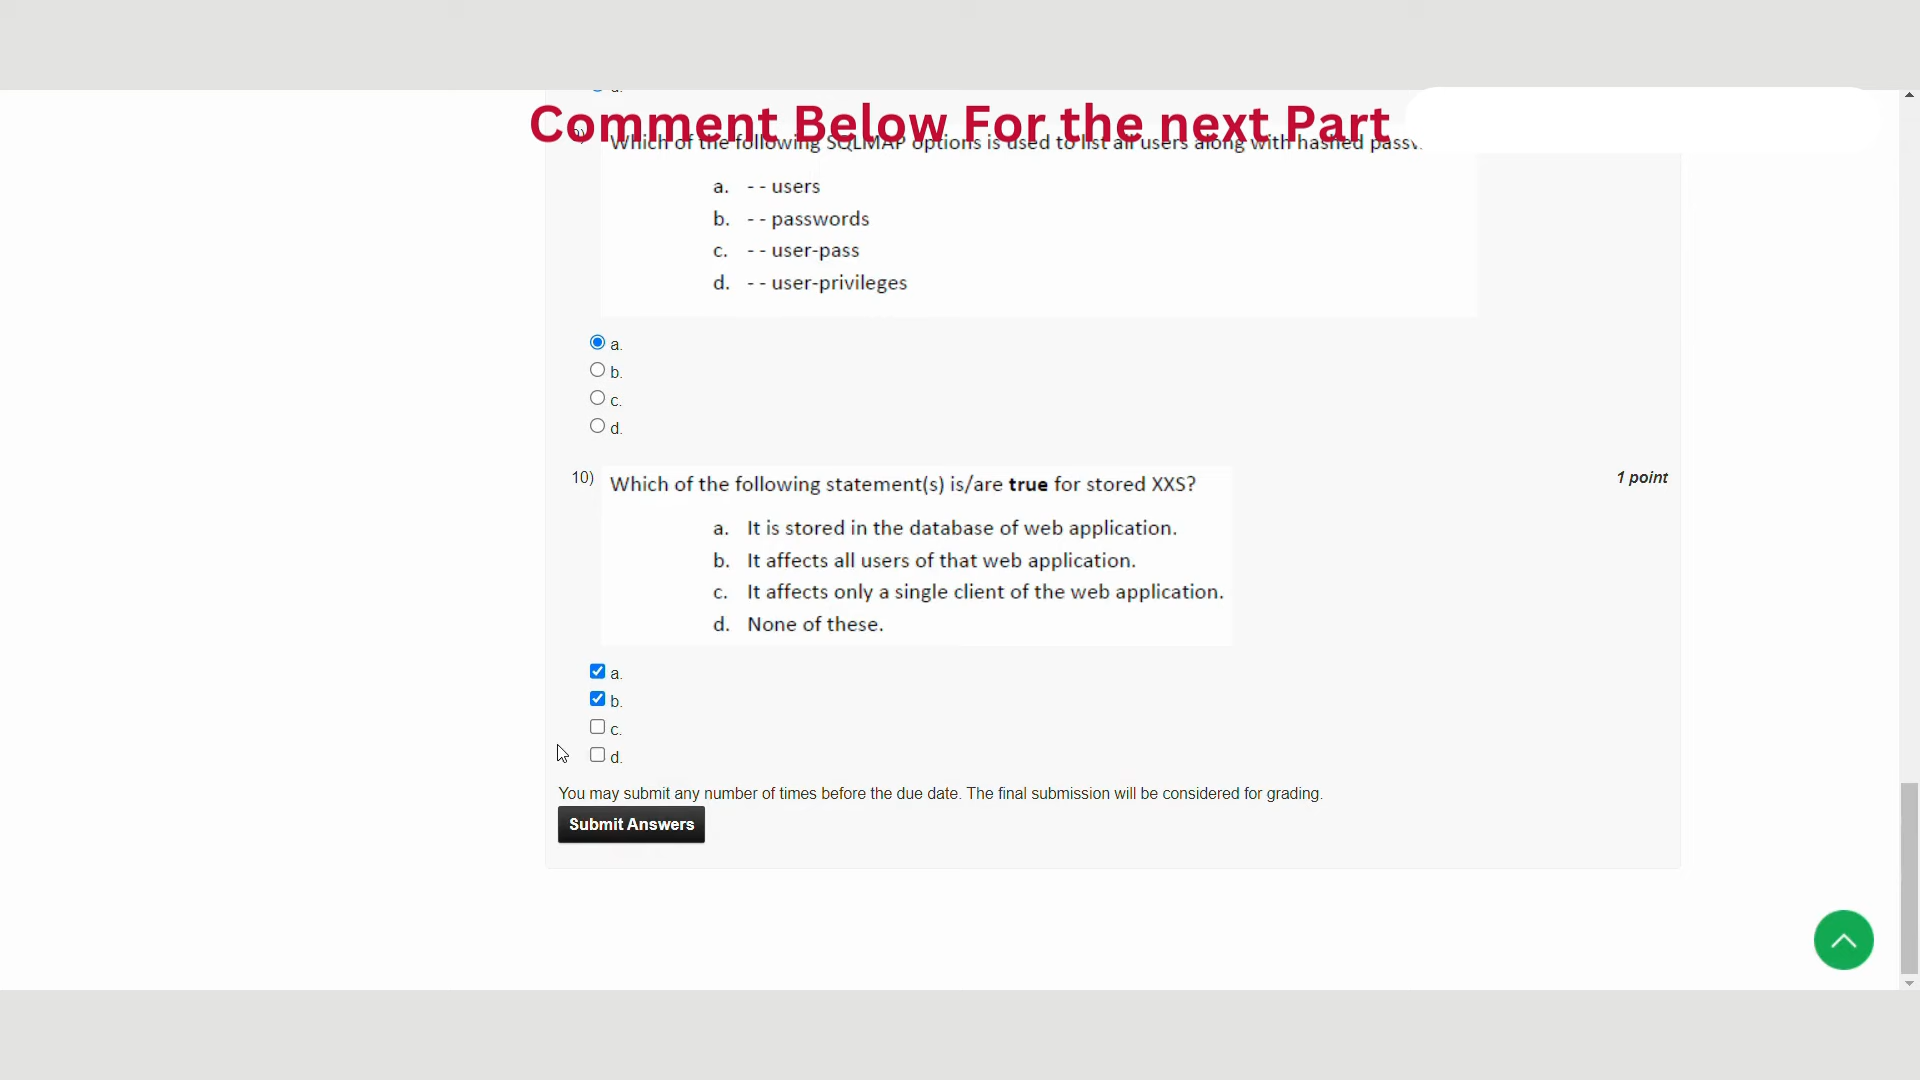 Comment Below For the next Part
9) Which of the following SQLMAP options is used to list all users along with hashed
a. - - users
b. - - passwords
c. - - user-pass
d. - - user-privileges
a.
b.
c.
d.
10) Which of the following statement(s) is/are true for stored XXS? 1 point
a. It is stored in the database of web application.
b. It affects all users of that web application.
c. It affects only a single client of the web application.
d. None of these.
a.
b.
c.
d.
You may submit any number of times before the due date. The final submission will be considered for grading.
Submit Answers